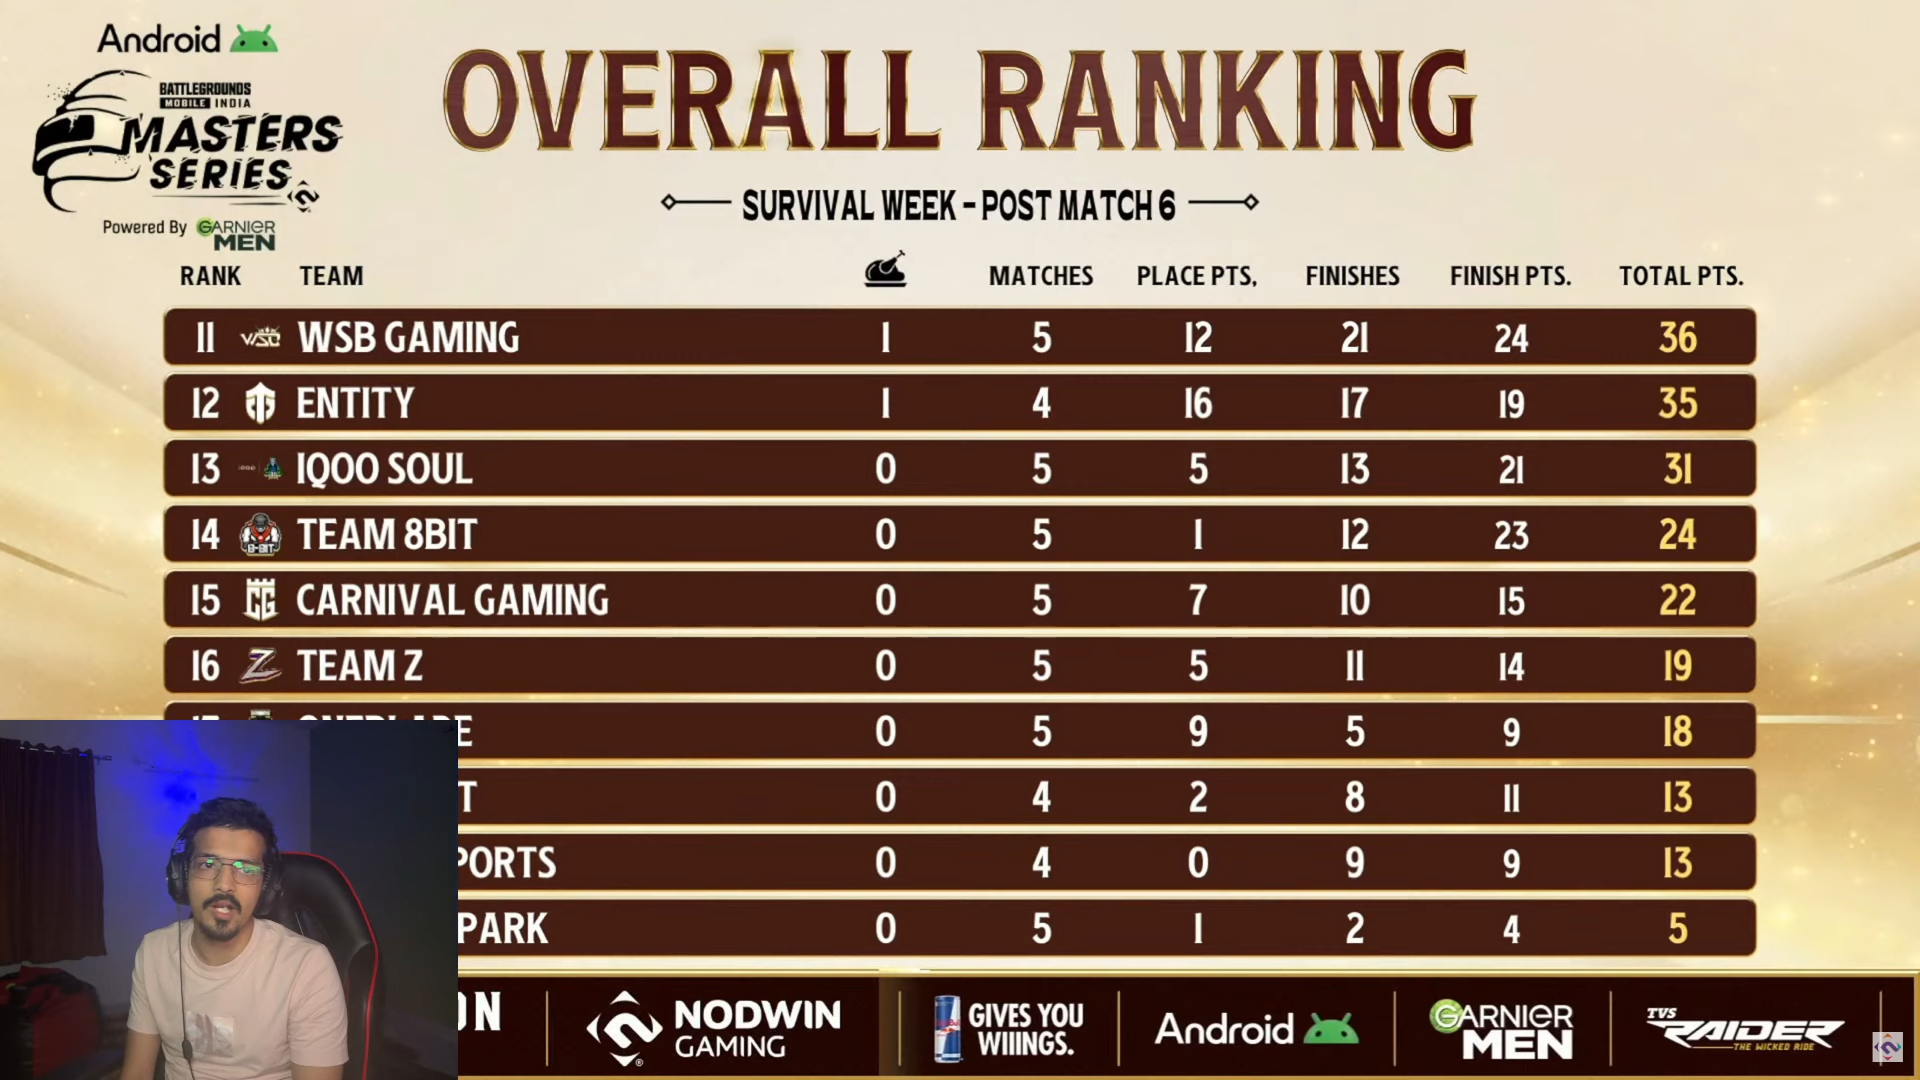 Android
BATTLEGROUNDS
MOBILE INDIA
MASTERS
SERIES
Powered By GARNIER
MEN
OVERALL RANKING
SURVIVAL WEEK - POST MATCH 6
RANK TEAM MATCHES PLACE PTS, FINISHES FINISH PTS. TOTAL PTS.
11 WSB GAMING 1 5 12 21 24 36
12 ENTITY 1 4 16 17 19 35
13 IQOO SOUL 0 5 5 13 21 31
14 8-BIT TEAM 8BIT 0 5 1 12 23 24
15 CG CARNIVAL GAMING 0 5 7 10 15 22
16 Z TEAM Z 0 5 5 11 14 19
E 0 5 9 5 9 18
T 0 4 2 8 11 13
PORTS 0 4 0 9 9 13
PARK 0 5 1 2 4 5
ON
NODWIN
GAMING
GIVES YOU
WIIINGS.
Android
GARNIER
MEN
TVS
RAIDER
THE WICKED RIDE